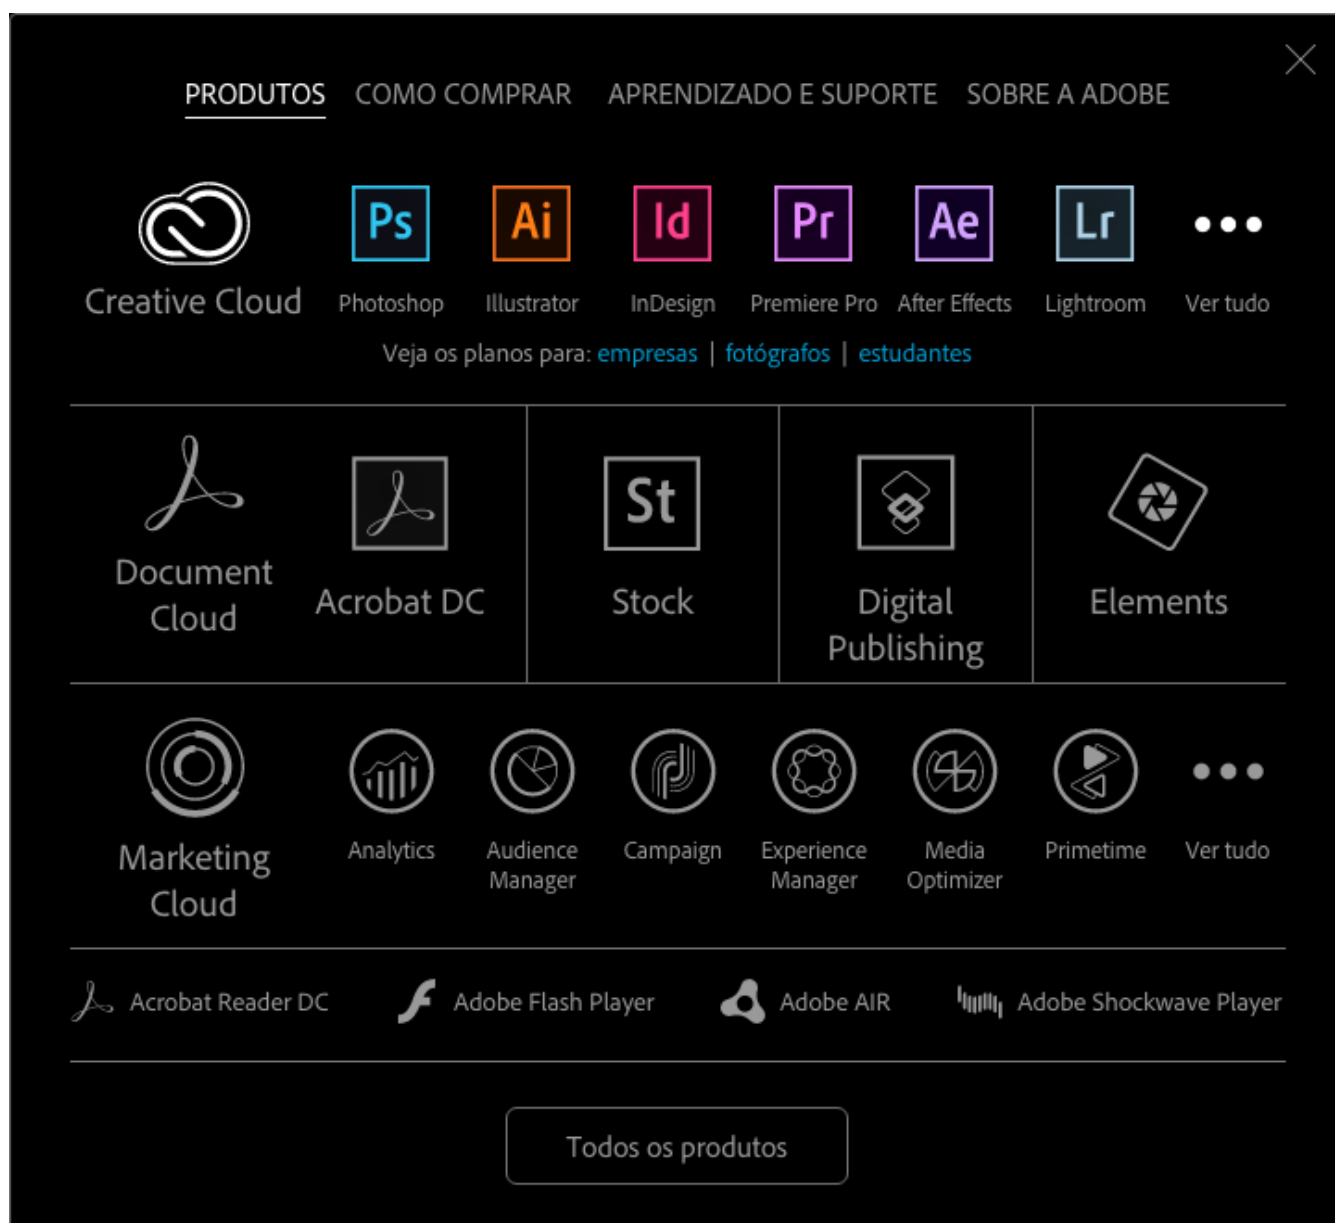 PRODUTOS COMO COMPRAR APRENDIZADO E SUPORTE SOBRE A ADOBE
Ps Ai Id Pr Ae Lr
Creative Cloud Photoshop Illustrator InDesign Premiere Pro After Effects Lightroom Ver tudo
Veja os planos para: empresas | fotógrafos | estudantes
St
Document
Cloud
Acrobat DC
Stock
Digital
Publishing
Elements
Marketing
Cloud
Analytics
Audience
Manager
Campaign
Experience
Manager
Media
Optimizer
Primetime
Ver tudo
Acrobat Reader DC Adobe Flash Player Adobe AIR Adobe Shockwave Player
Todos os produtos